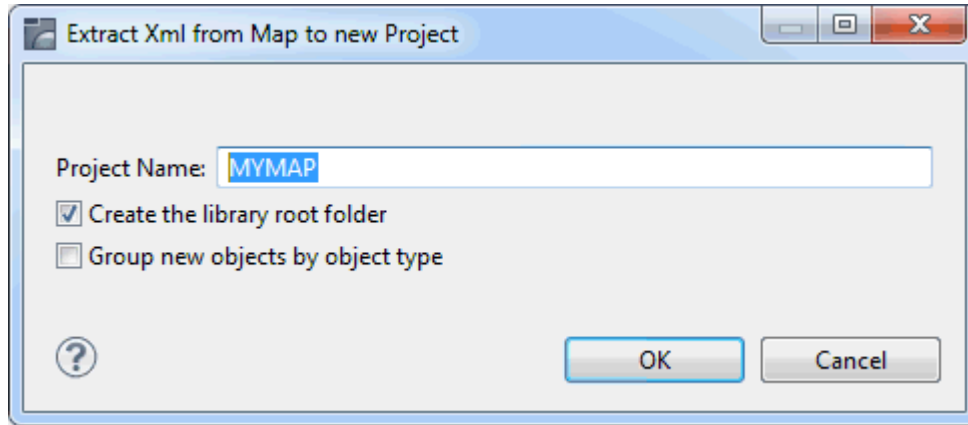 Extract Xml from Map to new Project
Project Name: MYMAP
Create the library root folder
Group new objects by object type
? OK Cancel